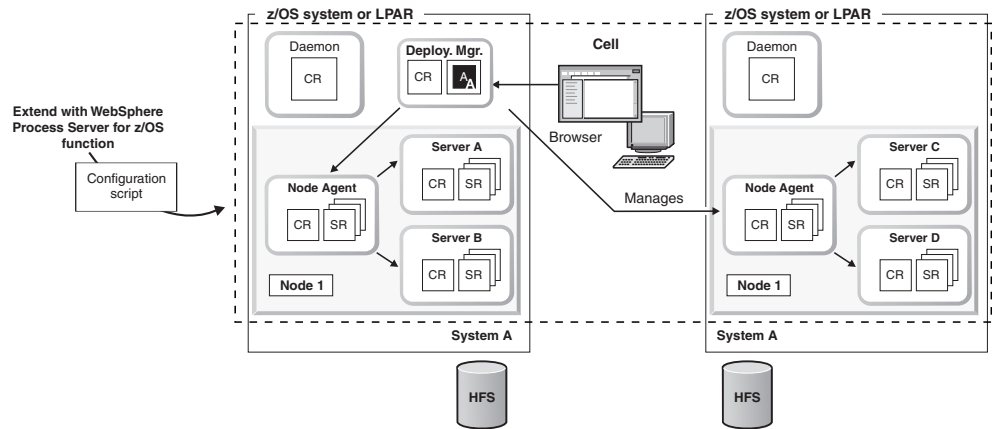 z/OS system or LPAR
z/OS system or LPAR
Daemon
CR
Deploy. Mgr.
CR
A
A
Cell
Browser
Daemon
CR
Extend with WebSphere
Process Server for z/OS
function
Configuration
script
Node Agent
CR
SR
Server A
CR
SR
Server B
CR
SR
Node 1
System A
Manages
Node Agent
CR
SR
Server C
CR
SR
Server D
CR
SR
Node 1
System A
HFS
HFS